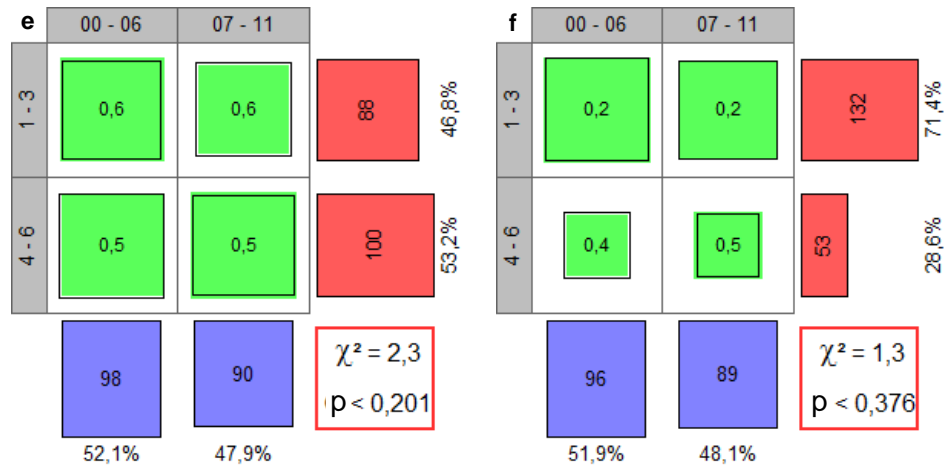 e
00 - 06 07 - 11
1 - 3 0,6 0,6 88 46,8%
4 - 6 0,5 0,5 100 53,2%
98 90 χ² = 2,3
p < 0,201
52,1% 47,9%
f
00 - 06 07 - 11
1 - 3 0,2 0,2 132 71,4%
4 - 6 0,4 0,5 53 28,6%
96 89 χ² = 1,3
p < 0,376
51,9% 48,1%